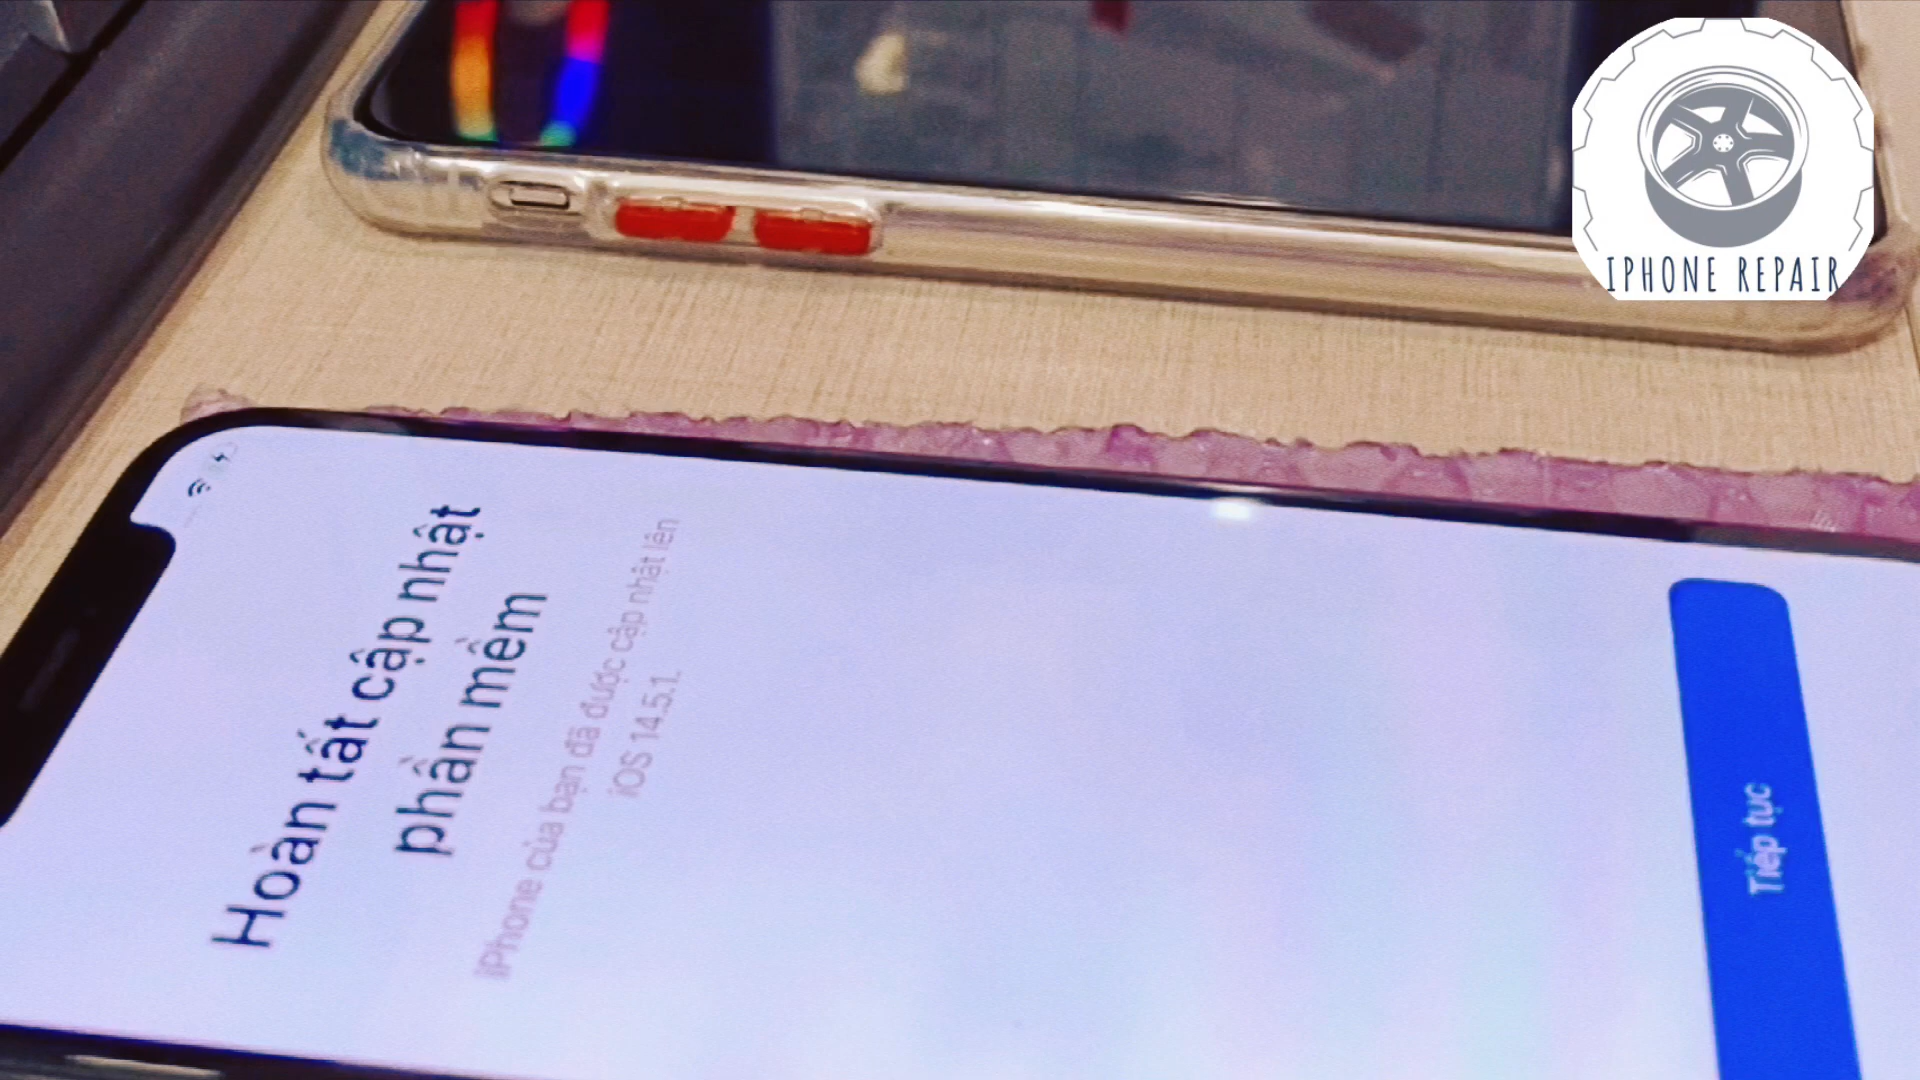 IPHONE REPAIR
Hoàn tất cập nhật
phần mềm
iPhone của bạn đã được cập nhật lên
iOS 14.5.1.
Tiếp tục